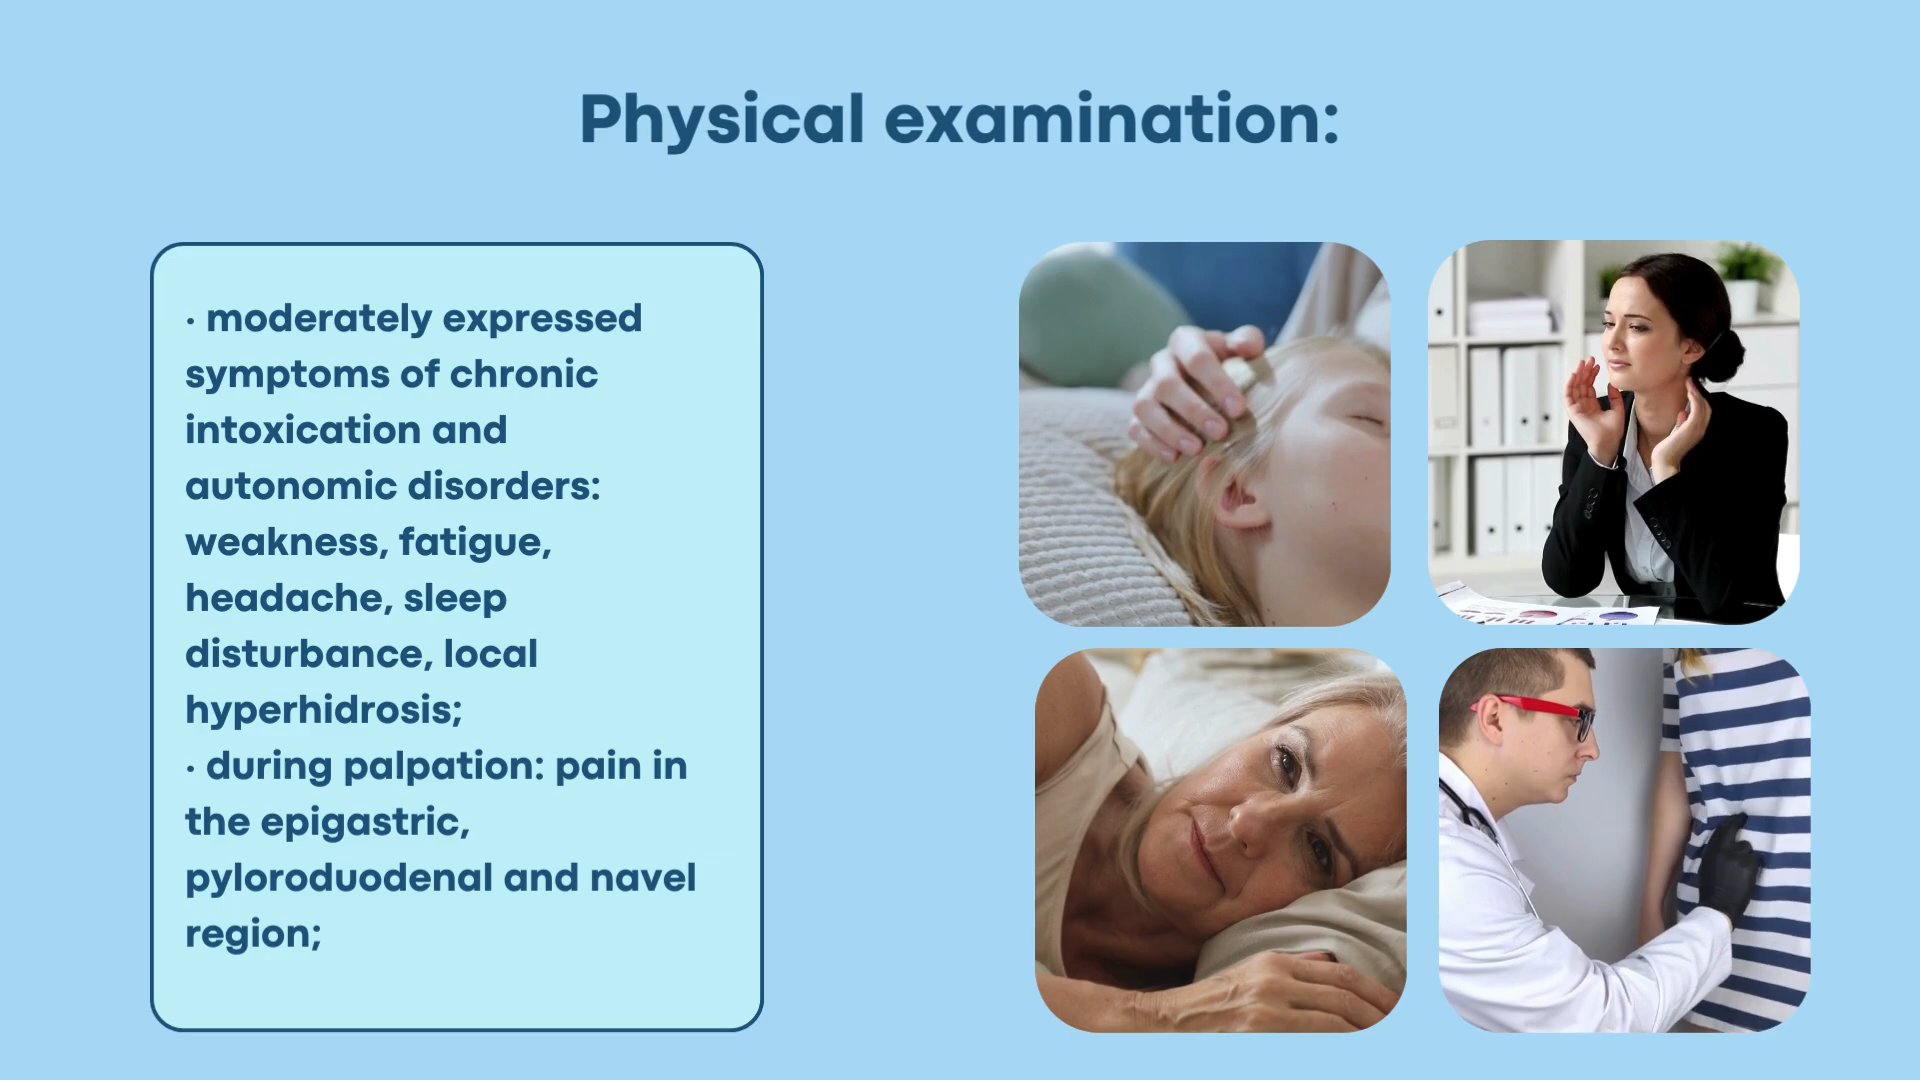 Physical examination:
· moderately expressed
symptoms of chronic
intoxication and
autonomic disorders:
weakness, fatigue,
headache, sleep
disturbance, local
hyperhidrosis;
· during palpation: pain in
the epigastric,
pyloroduodenal and navel
region;